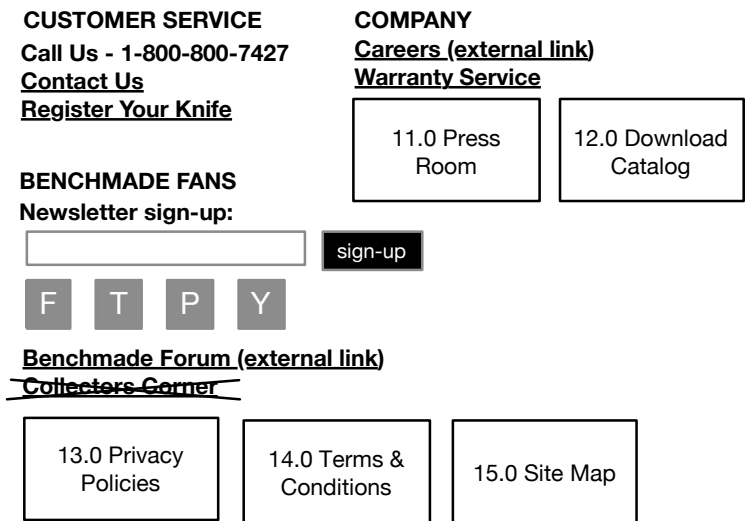 CUSTOMER SERVICE
Call Us - 1-800-800-7427
Contact Us
Register Your Knife
COMPANY
Careers (external link)
Warranty Service
11.0 Press
Room
12.0 Download
Catalog
BENCHMADE FANS
Newsletter sign-up:
sign-up
F T P Y
Benchmade Forum (external link)
Collectors Corner
13.0 Privacy
Policies
14.0 Terms &
Conditions
15.0 Site Map